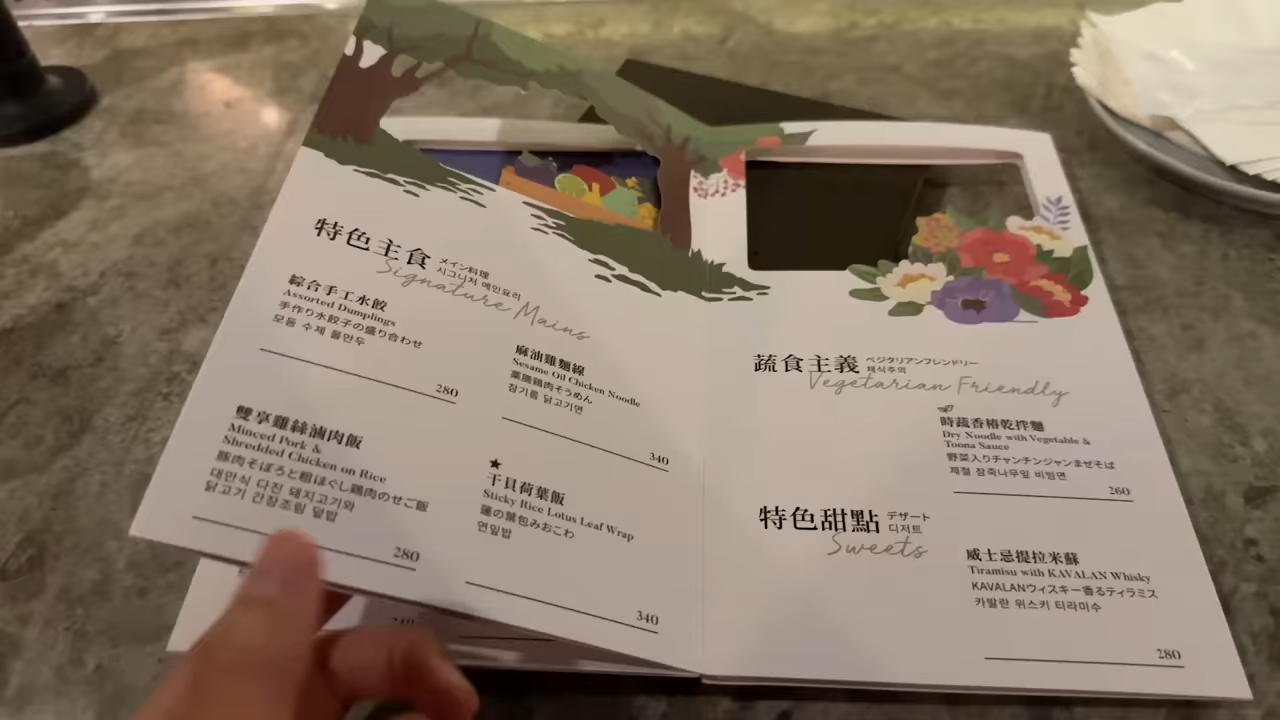 特色主食
メイン料理
시그니처 메인요리
Signature Mains
綜合手工水餃
Assorted Dumplings
手作り水餃子の盛り合わせ
모둠 수제 물만두
280
麻油雞麵線
Sesame Oil Chicken Noodle
薬膳鶏肉そうめん
참기름 닭고기면
340
雙享雞絲滷肉飯
Minced Pork &
Shredded Chicken on Rice
豚肉そぼろと粗ほぐし鶏肉のせご飯
대만식 다진 돼지고기와
닭고기 간장조림 덮밥
280
★
干貝荷葉飯
Sticky Rice Lotus Leaf Wrap
蓮の葉包みおこわ
연잎밥
340
蔬食主義
ベジタリアンフレンドリー
채식주의
Vegetarian Friendly
時蔬香椿乾拌麵
Dry Noodle with Vegetable &
Toona Sauce
野菜入りチャンチンジャンまぜそば
제철 참죽나무잎 비빔면
260
特色甜點
デザート
디저트
Sweets
威士忌提拉米蘇
Tiramisu with KAVALAN Whisky
KAVALANウィスキー香るティラミス
카발란 위스키 티라미수
280